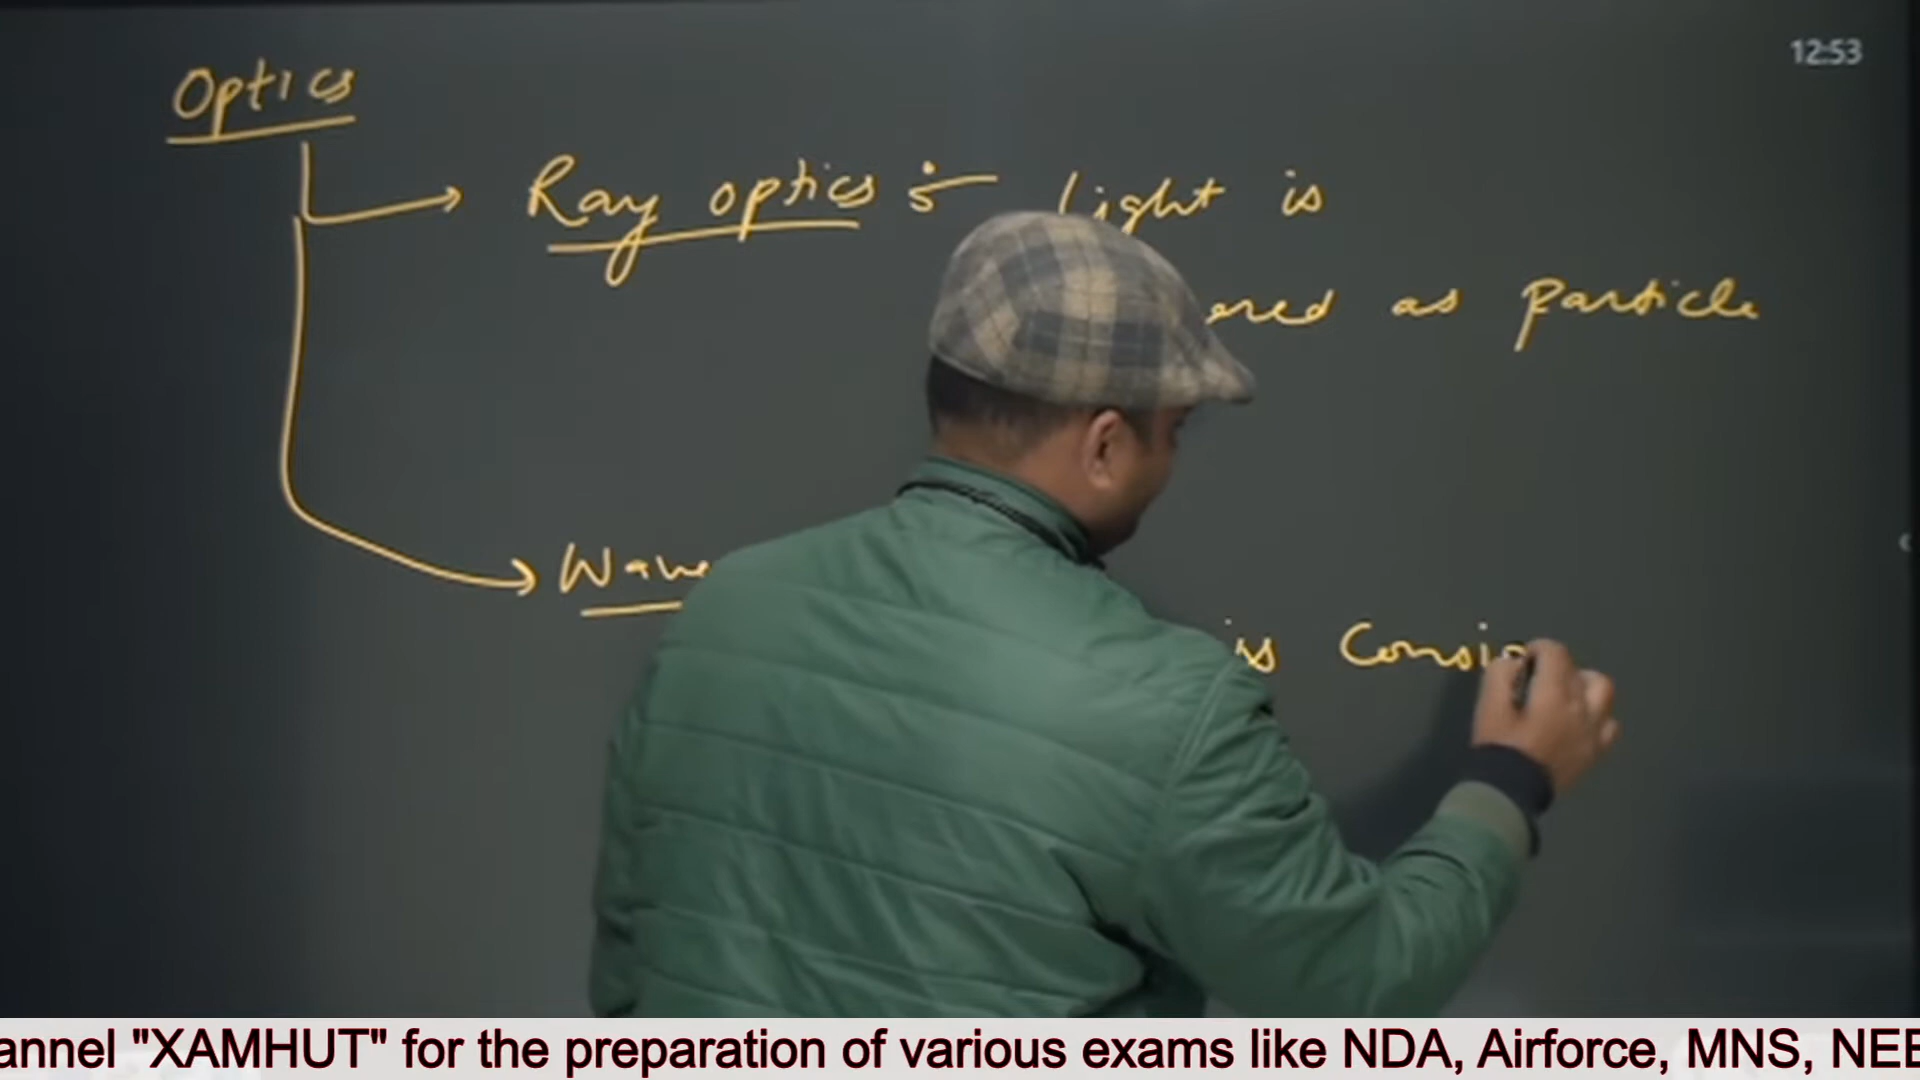 12:53
Optics
Ray optics :- light is
ered as particle
Wave
is Consi
annel "XAMHUT" for the preparation of various exams like NDA, Airforce, MNS, NEE